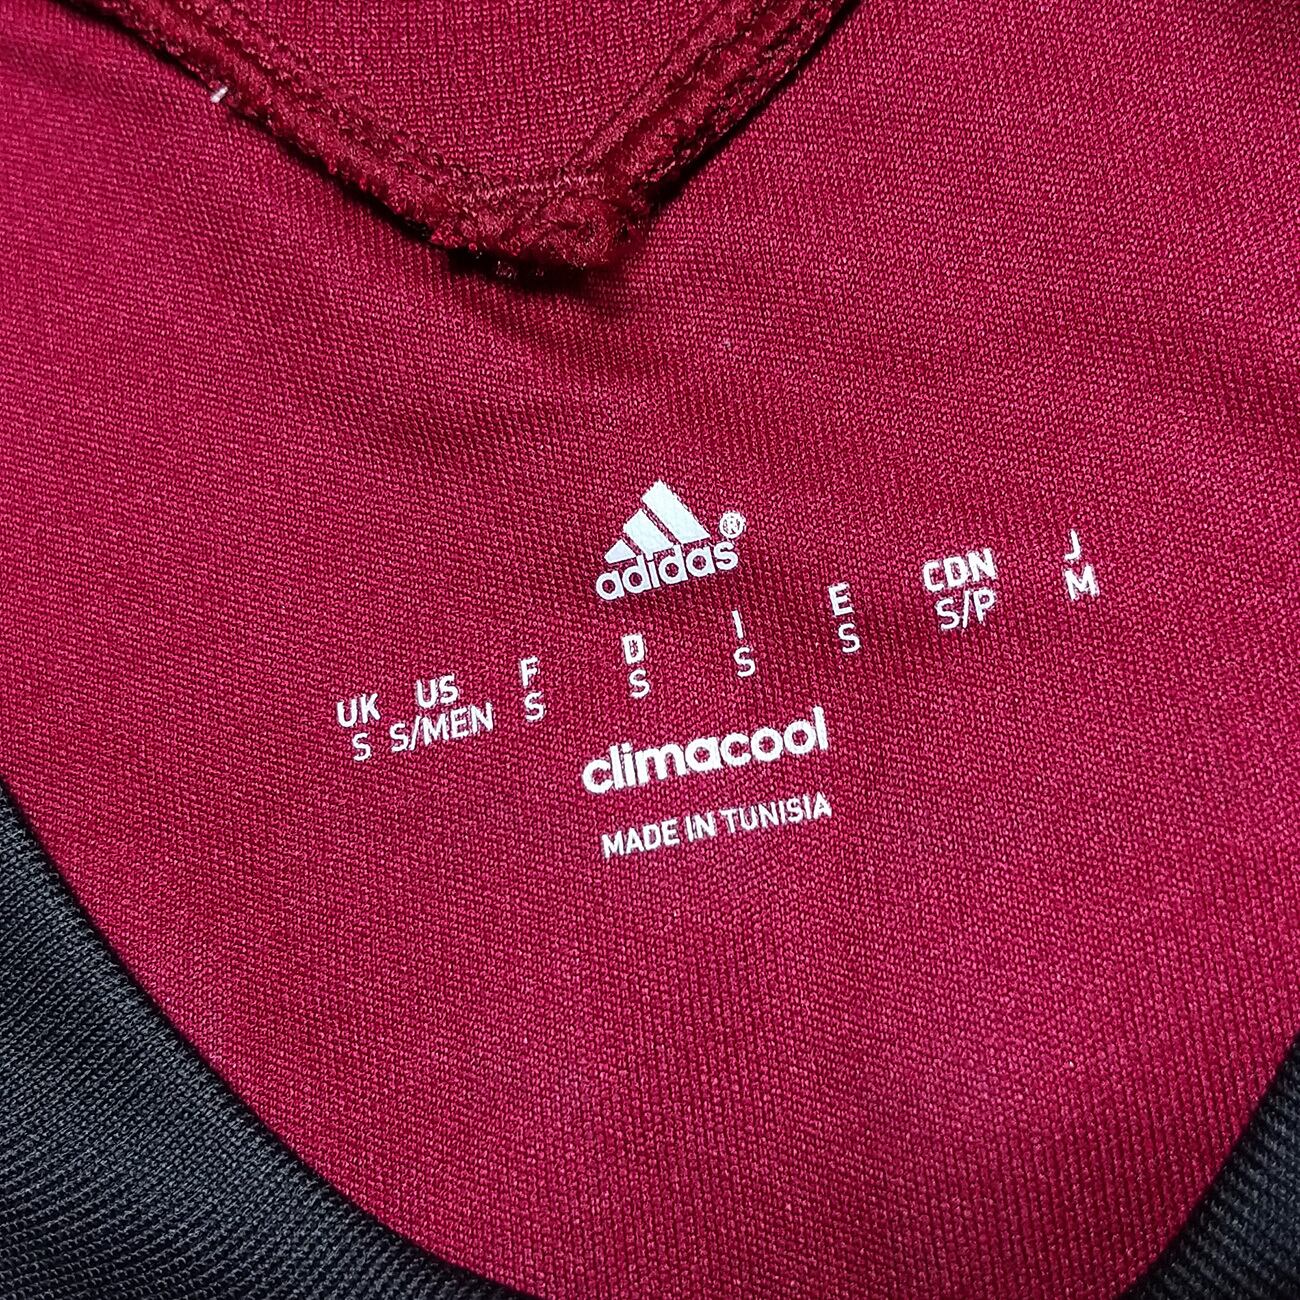 adidas®
UK US F D I E CDN J
S S/MEN S S S S S/P M
climacool
MADE IN TUNISIA